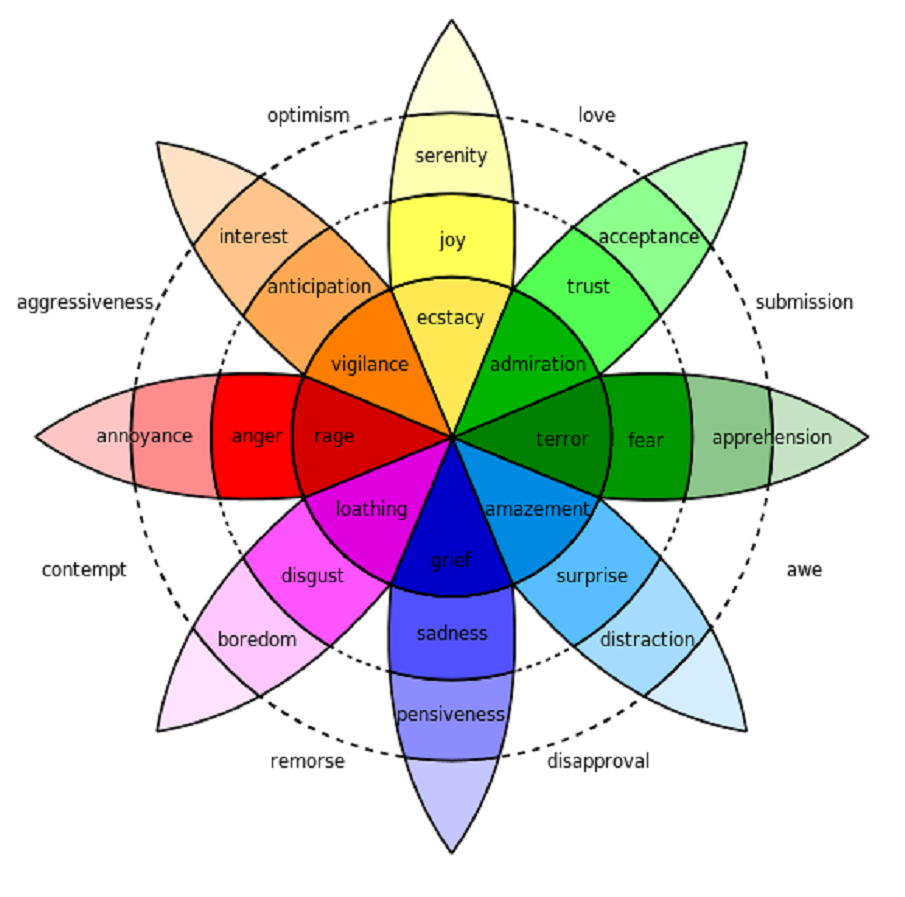 optimism
love
serenity
interest
joy
acceptance
anticipation
trust
aggressiveness
submission
ecstacy
vigilance
admiration
annoyance
anger
rage
terror
fear
apprehension
loathing
amazement
contempt
grief
awe
disgust
surprise
boredom
sadness
distraction
pensiveness
remorse
disapproval